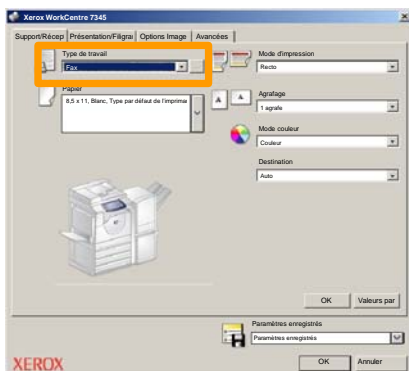 Xerox WorkCentre 7345
Support/Récep Présentation/Filigrai Options Image Avancées
Type de travail
Fax
Papier
8,5 x 11, Blanc, Type par défaut de l'imprimai
Mode d'impression
Recto
Agrafage
1 agrafe
Mode couleur
Couleur
Destination
Auto
OK Valeurs par
Paramètres enregistrés
Paramètres enregistrés
XEROX
OK Annuler